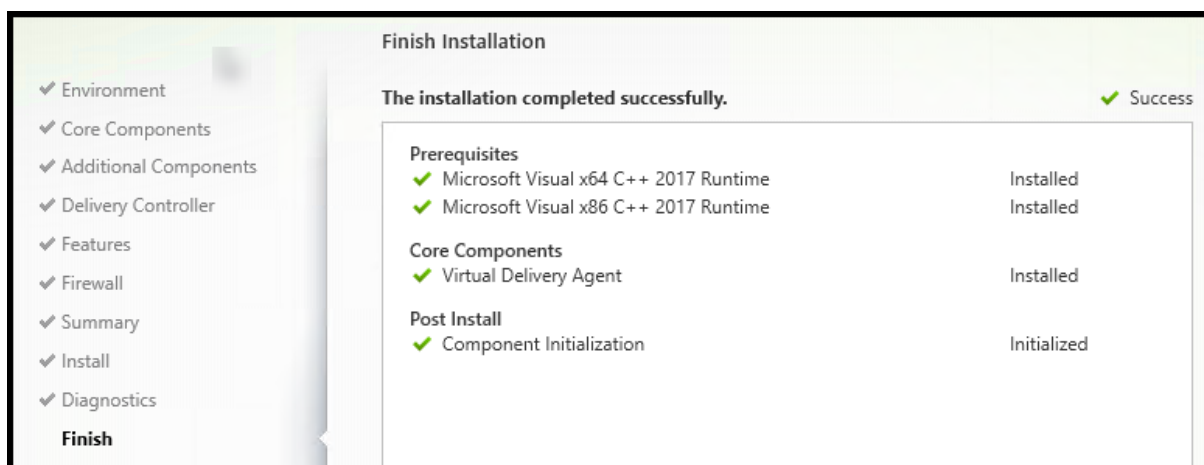 Finish Installation
Environment
Core Components
Additional Components
Delivery Controller
Features
Firewall
Summary
Install
Diagnostics
Finish
The installation completed successfully.
Success
Prerequisites
Microsoft Visual x64 C++ 2017 Runtime Installed
Microsoft Visual x86 C++ 2017 Runtime Installed
Core Components
Virtual Delivery Agent Installed
Post Install
Component Initialization Initialized